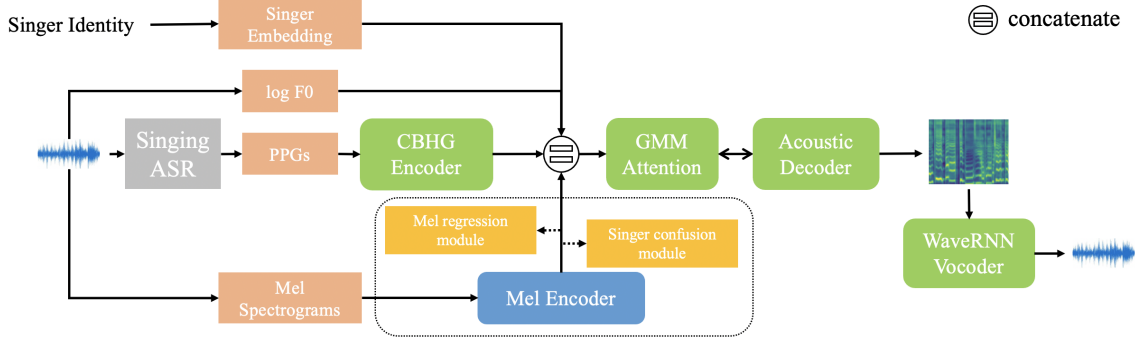 Singer Identity
Singer
Embedding
concatenate
log F0
Singing
ASR
PPGs
CBHG
Encoder
GMM
Attention
Acoustic
Decoder
Mel regression
module
Singer confusion
module
WaveRNN
Vocoder
Mel
Spectrograms
Mel Encoder